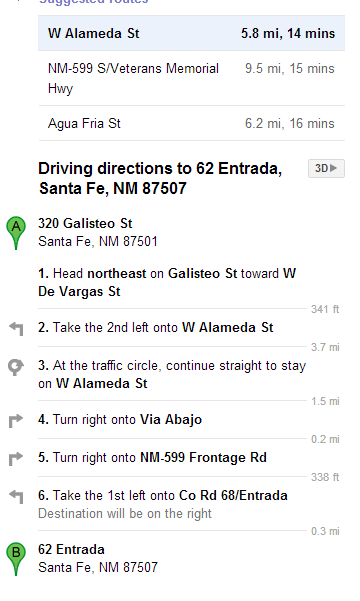 Suggested routes
W Alameda St 5.8 mi, 14 mins
NM-599 S/Veterans Memorial 9.5 mi, 15 mins
Hwy
Agua Fria St 6.2 mi, 16 mins
Driving directions to 62 Entrada, 3D
Santa Fe, NM 87507
A 320 Galisteo St
Santa Fe, NM 87501
1. Head northeast on Galisteo St toward W
De Vargas St
341 ft
2. Take the 2nd left onto W Alameda St
3.7 mi
3. At the traffic circle, continue straight to stay
on W Alameda St
1.5 mi
4. Turn right onto Via Abajo
0.2 mi
5. Turn right onto NM-599 Frontage Rd
338 ft
6. Take the 1st left onto Co Rd 68/Entrada
Destination will be on the right
0.3 mi
B 62 Entrada
Santa Fe, NM 87507